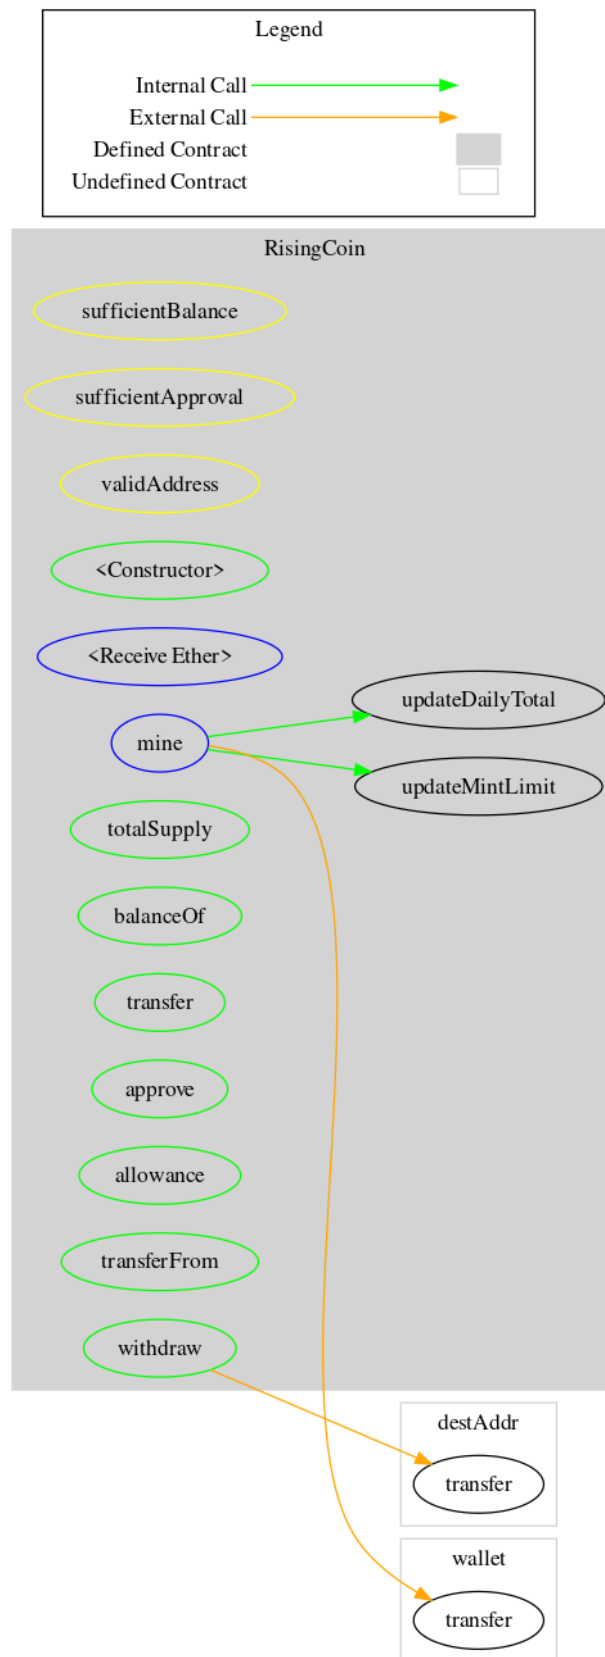 Legend
Internal Call
External Call
Defined Contract
Undefined Contract
RisingCoin
sufficientBalance
sufficientApproval
validAddress
<Constructor>
<Receive Ether>
updateDailyTotal
mine
updateMintLimit
totalSupply
balanceOf
transfer
approve
allowance
transferFrom
withdraw
destAddr
transfer
wallet
transfer